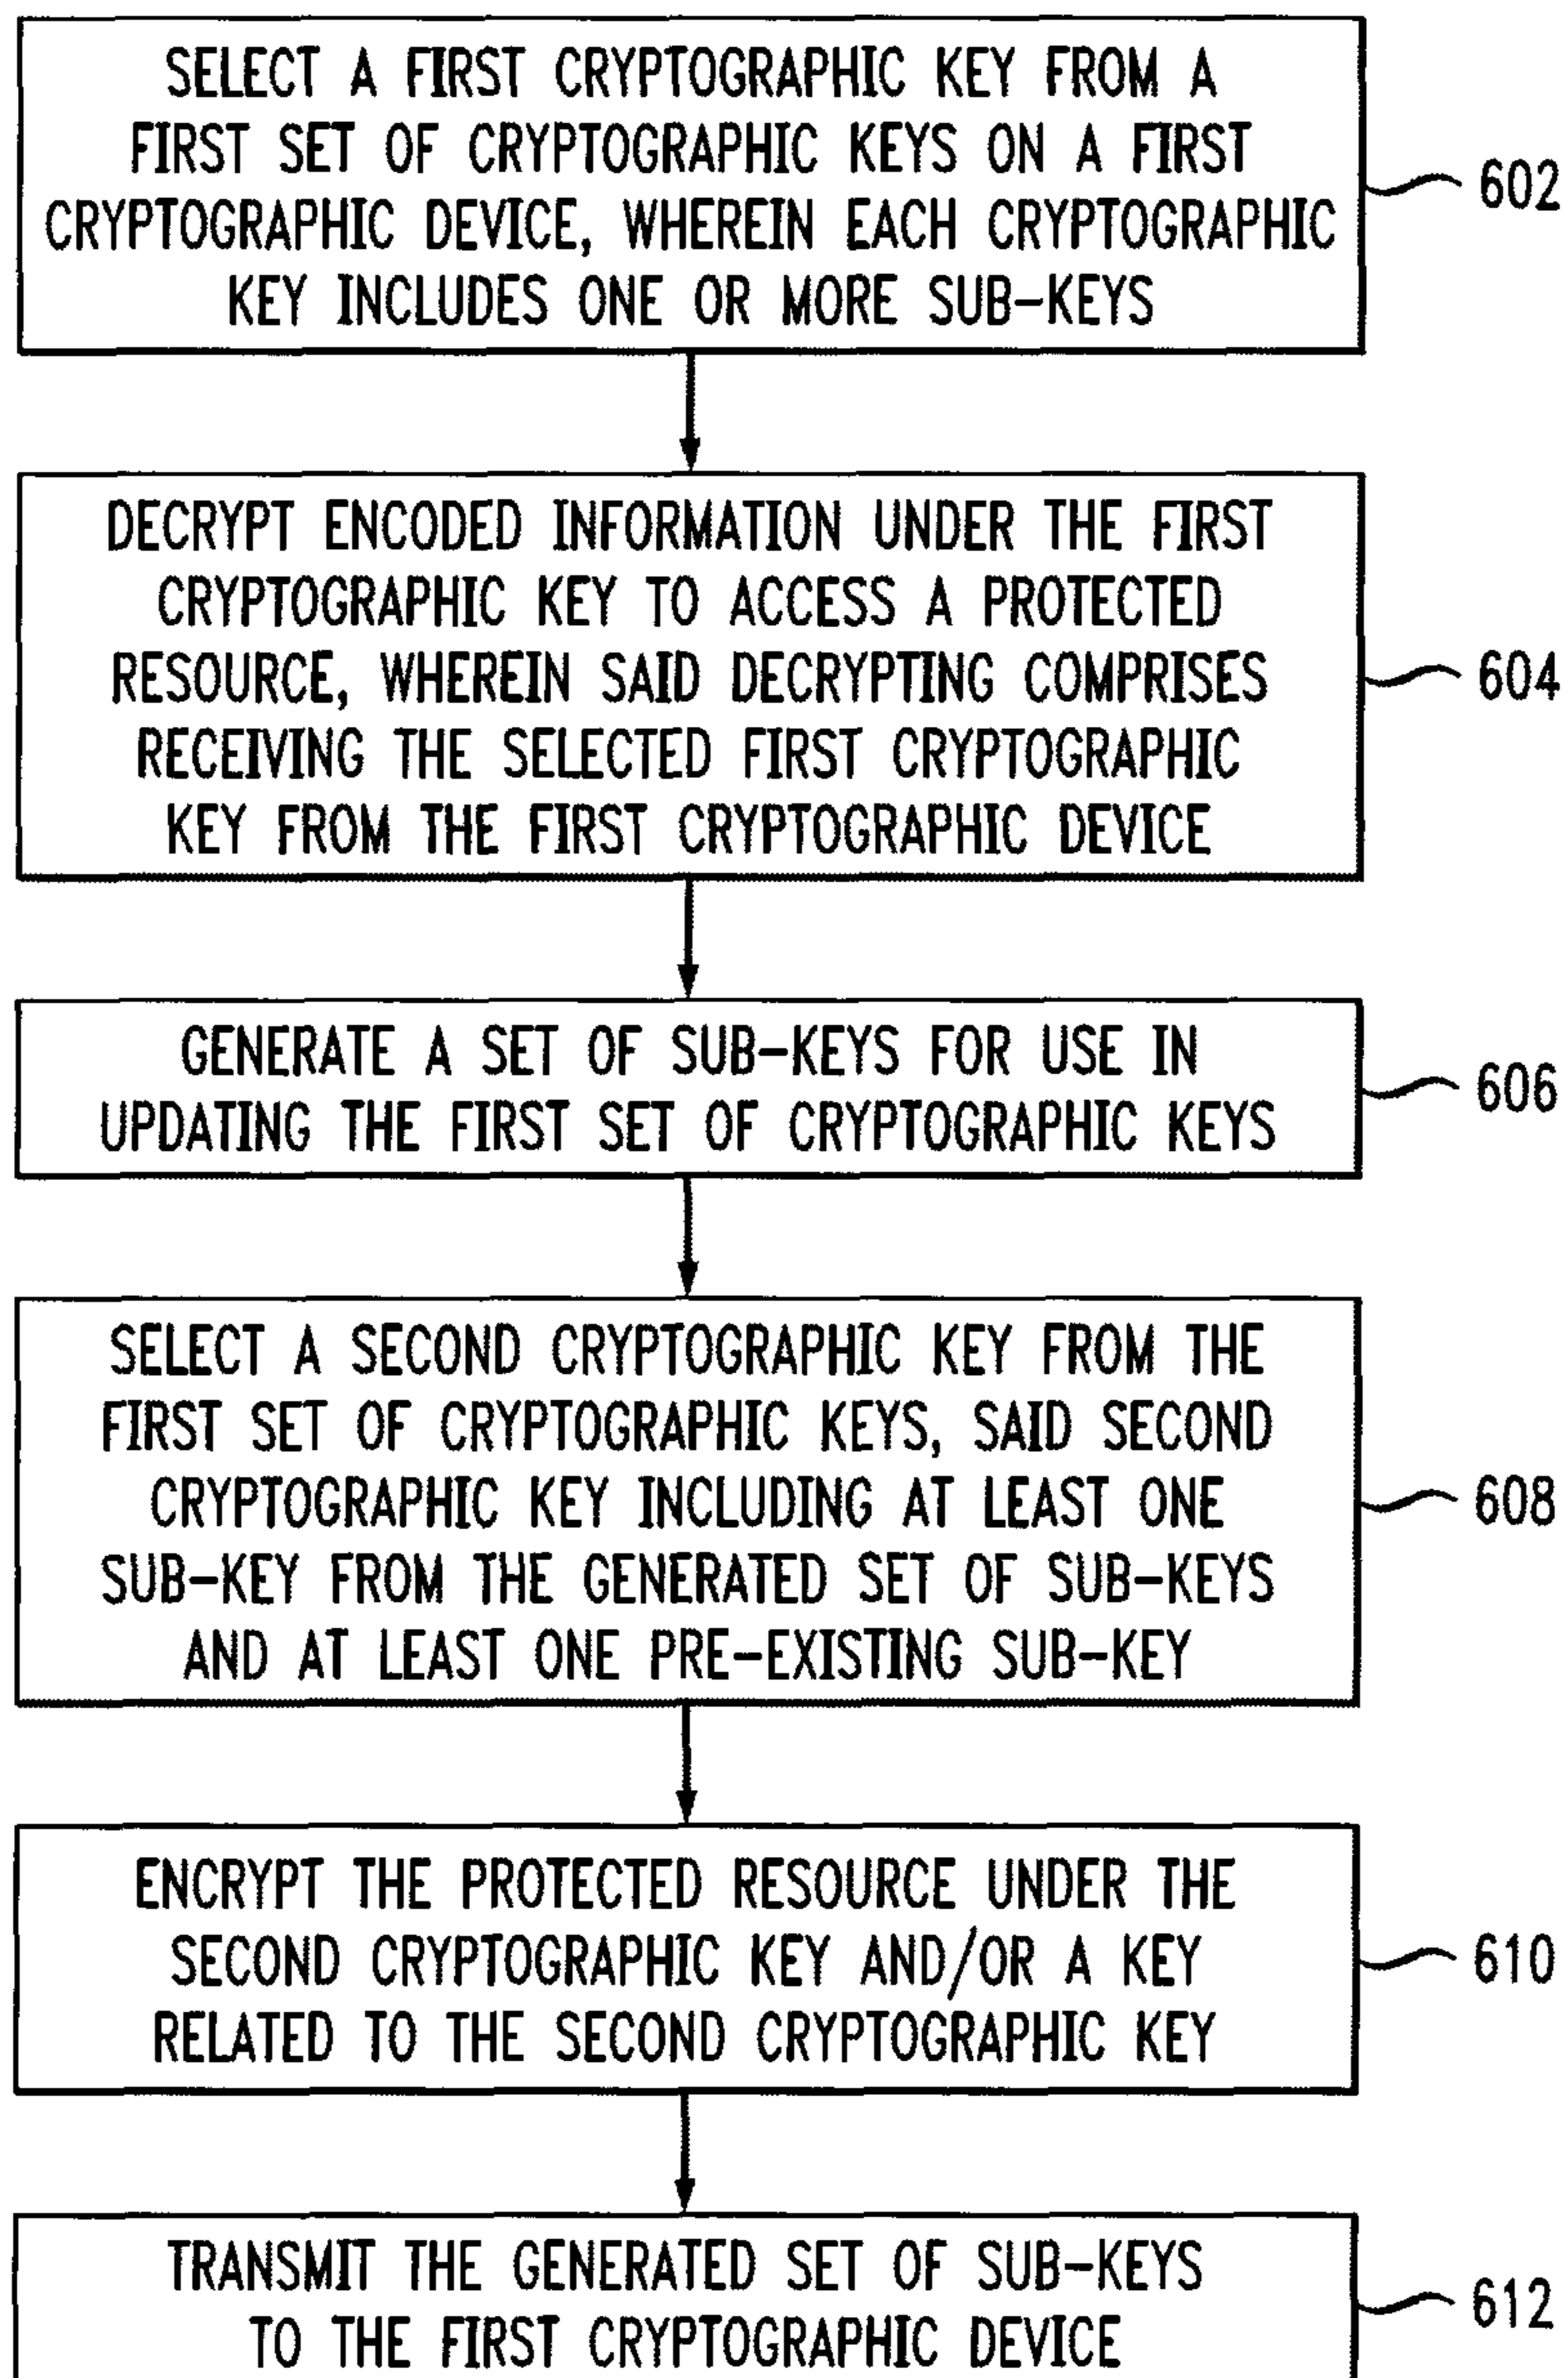 SELECT A FIRST CRYPTOGRAPHIC KEY FROM A
FIRST SET OF CRYPTOGRAPHIC KEYS ON A FIRST
CRYPTOGRAPHIC DEVICE, WHEREIN EACH CRYPTOGRAPHIC
KEY INCLUDES ONE OR MORE SUB-KEYS
602
DECRYPT ENCODED INFORMATION UNDER THE FIRST
CRYPTOGRAPHIC KEY TO ACCESS A PROTECTED
RESOURCE, WHEREIN SAID DECRYPTING COMPRISES
RECEIVING THE SELECTED FIRST CRYPTOGRAPHIC
KEY FROM THE FIRST CRYPTOGRAPHIC DEVICE
604
GENERATE A SET OF SUB-KEYS FOR USE IN
UPDATING THE FIRST SET OF CRYPTOGRAPHIC KEYS
606
SELECT A SECOND CRYPTOGRAPHIC KEY FROM THE
FIRST SET OF CRYPTOGRAPHIC KEYS, SAID SECOND
CRYPTOGRAPHIC KEY INCLUDING AT LEAST ONE
SUB-KEY FROM THE GENERATED SET OF SUB-KEYS
AND AT LEAST ONE PRE-EXISTING SUB-KEY
608
ENCRYPT THE PROTECTED RESOURCE UNDER THE
SECOND CRYPTOGRAPHIC KEY AND/OR A KEY
RELATED TO THE SECOND CRYPTOGRAPHIC KEY
610
TRANSMIT THE GENERATED SET OF SUB-KEYS
TO THE FIRST CRYPTOGRAPHIC DEVICE
612